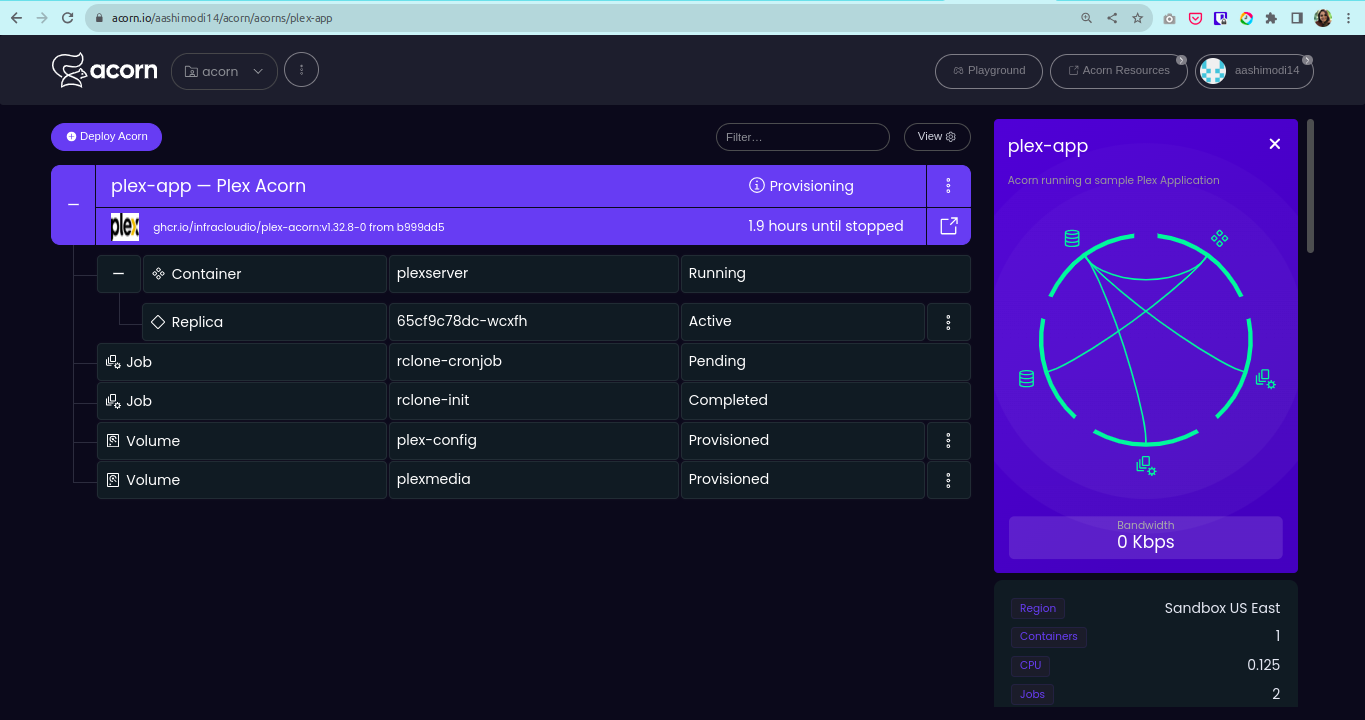 acorn.io/aashimodi14/acorn/acorns/plex-app
acorn
acorn
Playground
Acorn Resources
aashimodi14
Deploy Acorn
Filter…
View
plex-app — Plex Acorn
Provisioning
plex
ghcr.io/infracloudio/plex-acorn:v1.32.8-0 from b999dd5
1.9 hours until stopped
Container
plexserver
Running
Replica
65cf9c78dc-wcxfh
Active
Job
rclone-cronjob
Pending
Job
rclone-init
Completed
Volume
plex-config
Provisioned
Volume
plexmedia
Provisioned
plex-app
Acorn running a sample Plex Application
Bandwidth
0 Kbps
Region
Sandbox US East
Containers
1
CPU
0.125
Jobs
2